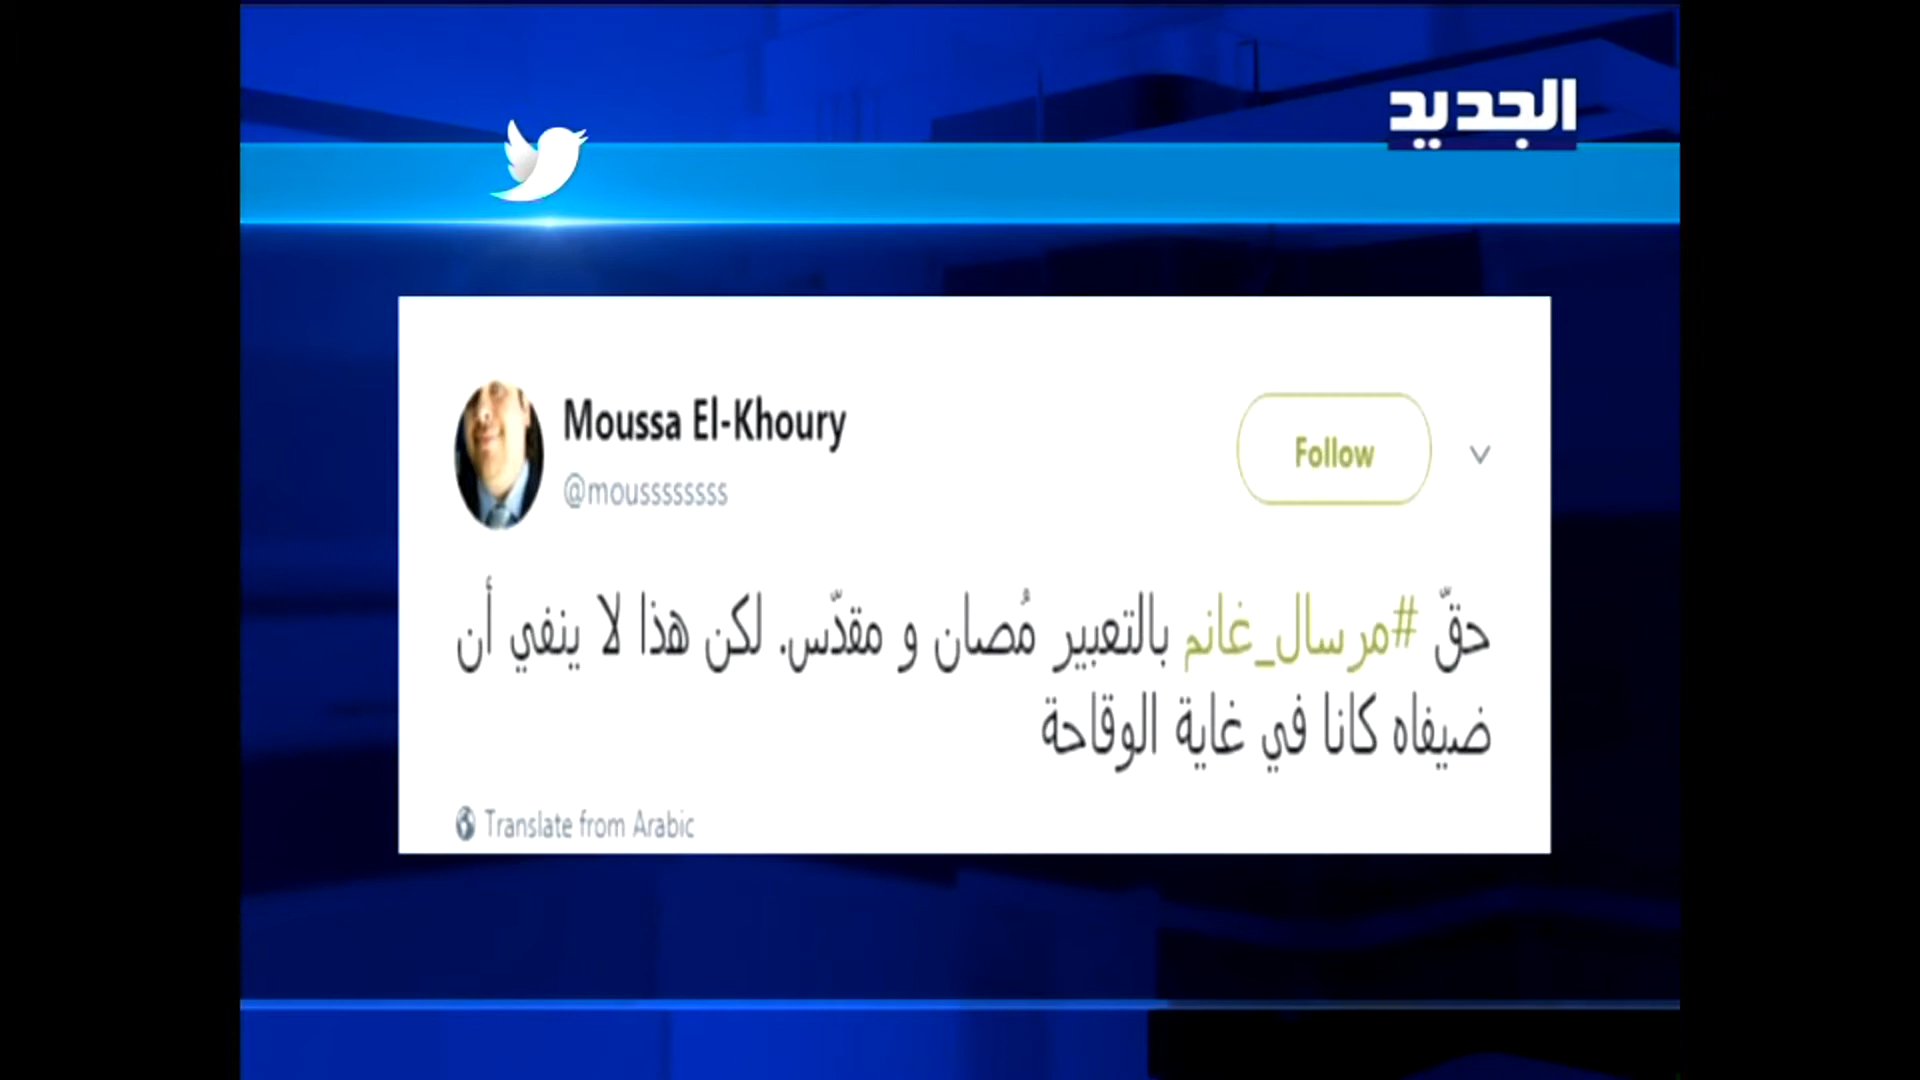 الجديد
Moussa El-Khoury
@moussssssss
Follow
حقّ #مرسال_غانم بالتعبير مُصان و مقدّس. لكن هذا لا ينفي أن
ضيفاه كانا في غاية الوقاحة
Translate from Arabic